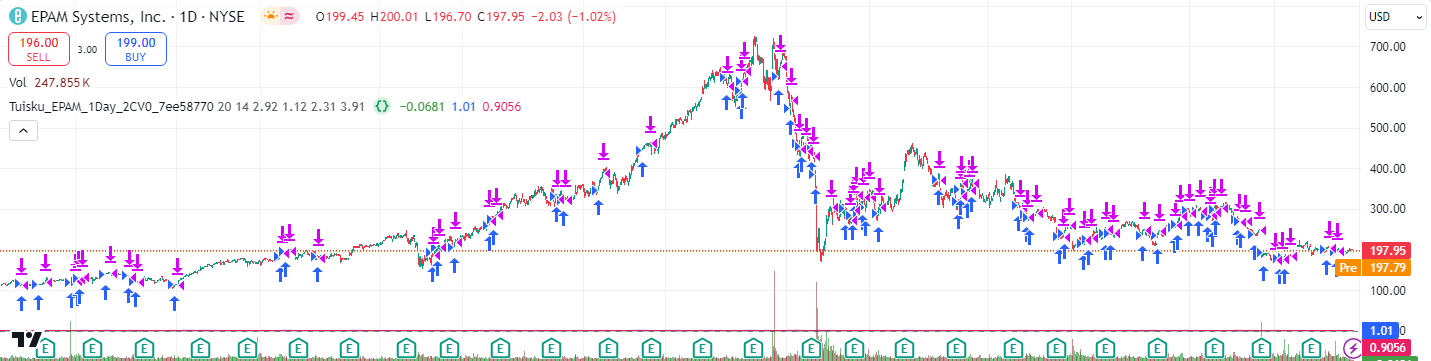 EPAM Systems, Inc. · 1D · NYSE
O199.45 H200.01 L196.70 C197.95 −2.03 (−1.02%)
USD
196.00
SELL
3.00
199.00
BUY
Vol 247.855K
Tuisku_EPAM_1Day_2CV0_7ee58770 20 14 2.92 1.12 2.31 3.91 {} −0.0681 1.01 0.9056
700.00
600.00
500.00
400.00
300.00
197.95
Pre 197.79
100.00
1.01
0.9056
E E E E E E E E E E E E E E E E E E E E E E E E E